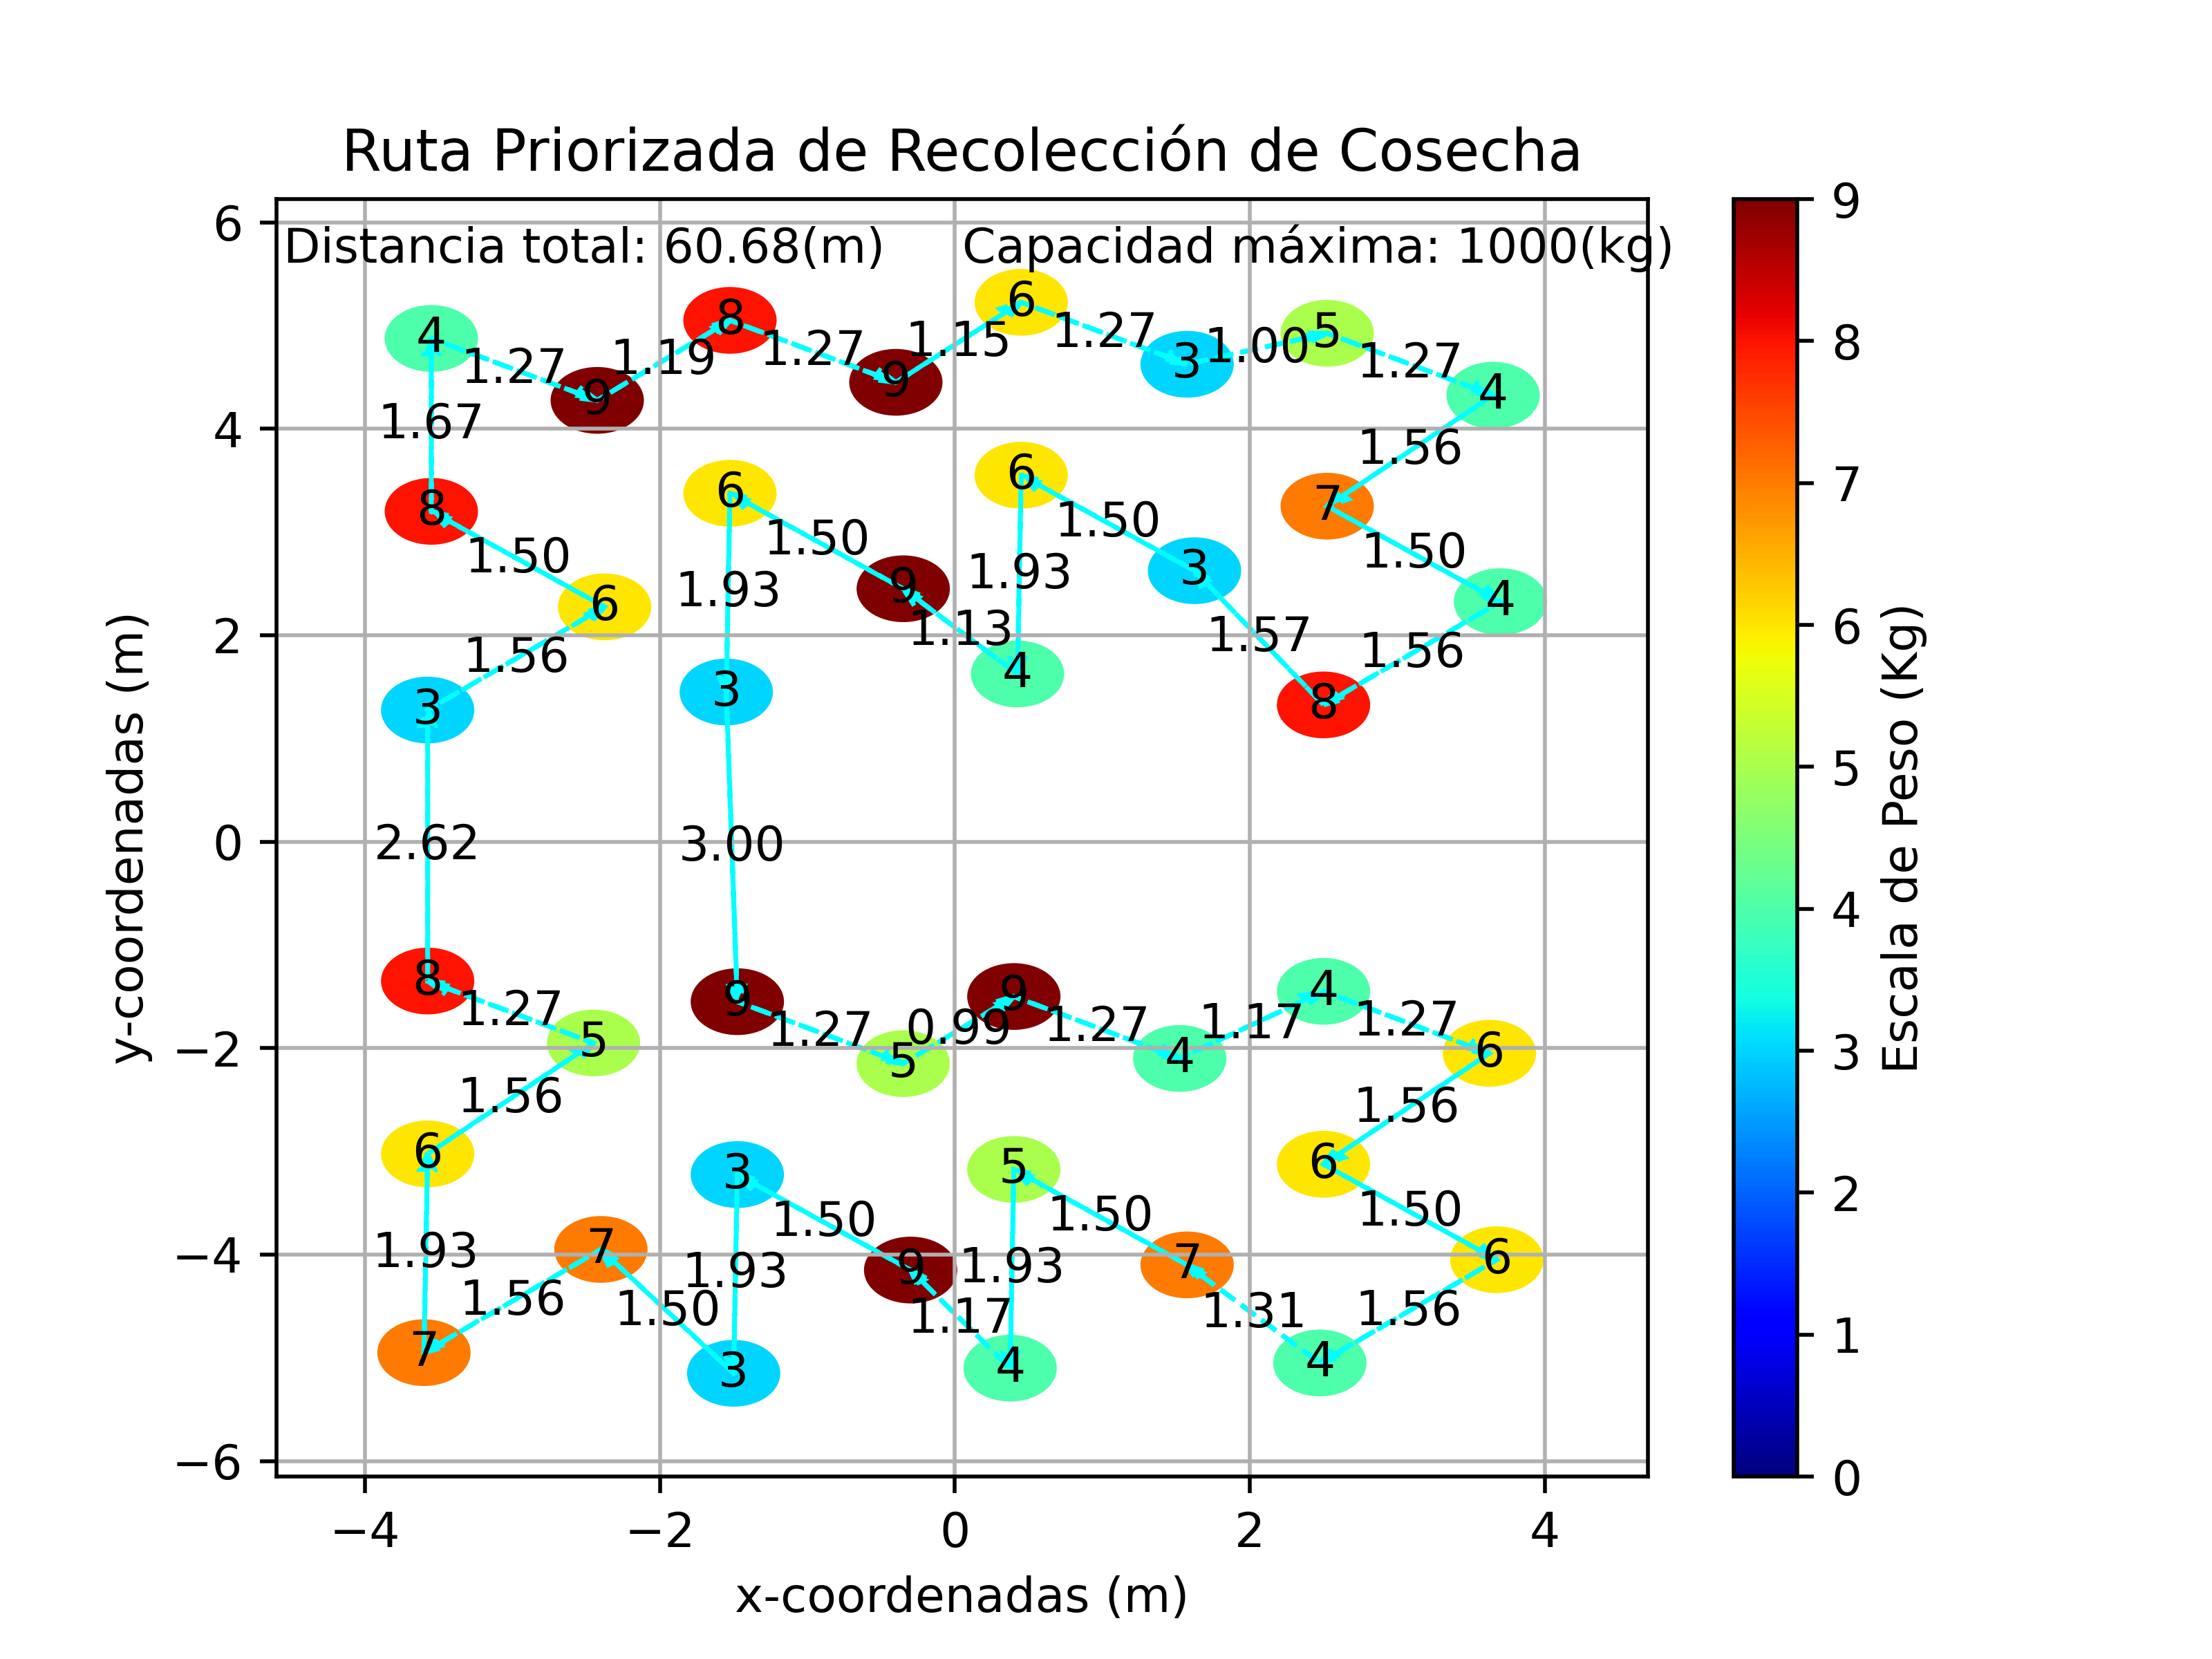 Ruta Priorizada de Recolección de Cosecha
Distancia total: 60.68(m) Capacidad máxima: 1000(kg)
6
4
2
0
−2
−4
−6
y-coordenadas (m)
−4 −2 0 2 4
x-coordenadas (m)
9
8
7
6
5
4
3
2
1
0
Escala de Peso (Kg)
4 8 6 5
9 9 3 4
1.27 1.19 1.27 1.15 1.27 1.00 1.27
1.67 1.56
8 6 6 7
1.50 1.50 1.50 1.50
6 9 3 4
1.93 1.93
1.56 1.13 1.57 1.56
3 3 4 8
2.62 3.00
8 9 9 4
1.27 1.27 0.99 1.27 1.17 1.27
5 5 4 6
1.56 1.56
6 3 5 6
1.50 1.50 1.50
7 9 7 6
1.93 1.93 1.93
1.56 1.50 1.17 1.31 1.56
7 3 4 4